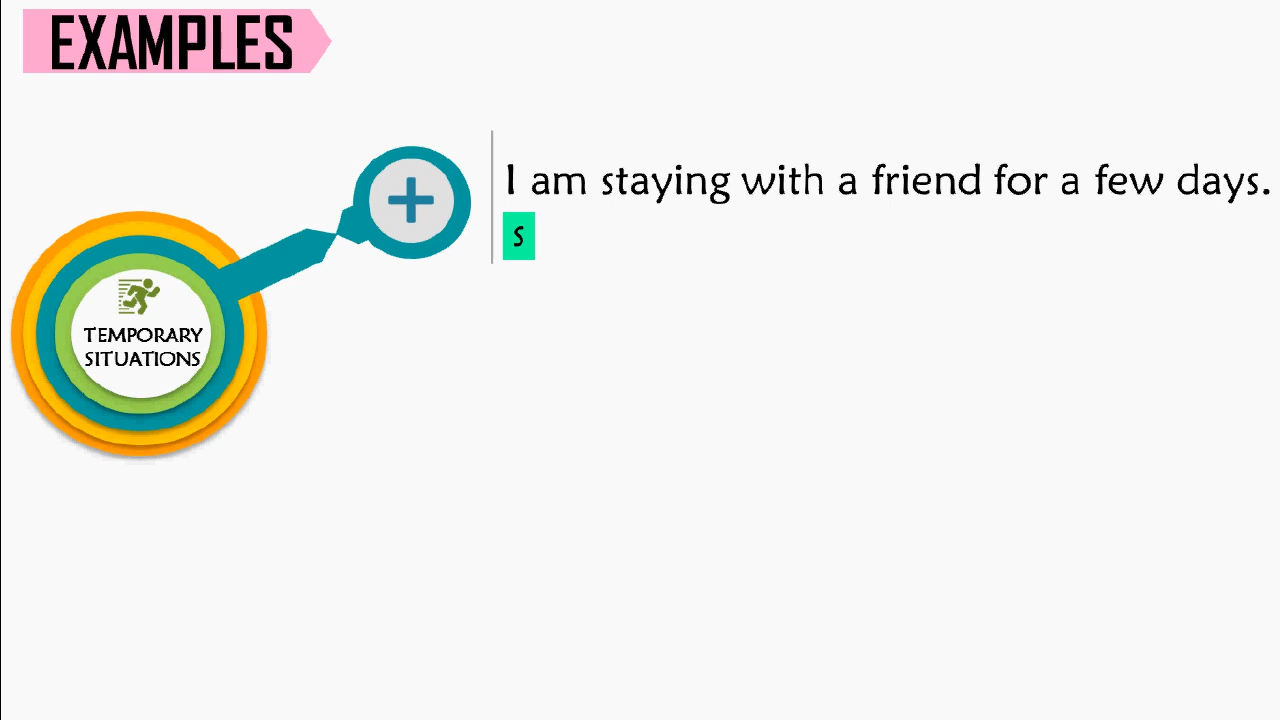 EXAMPLES
I am staying with a friend for a few days.
S
TEMPORARY
SITUATIONS